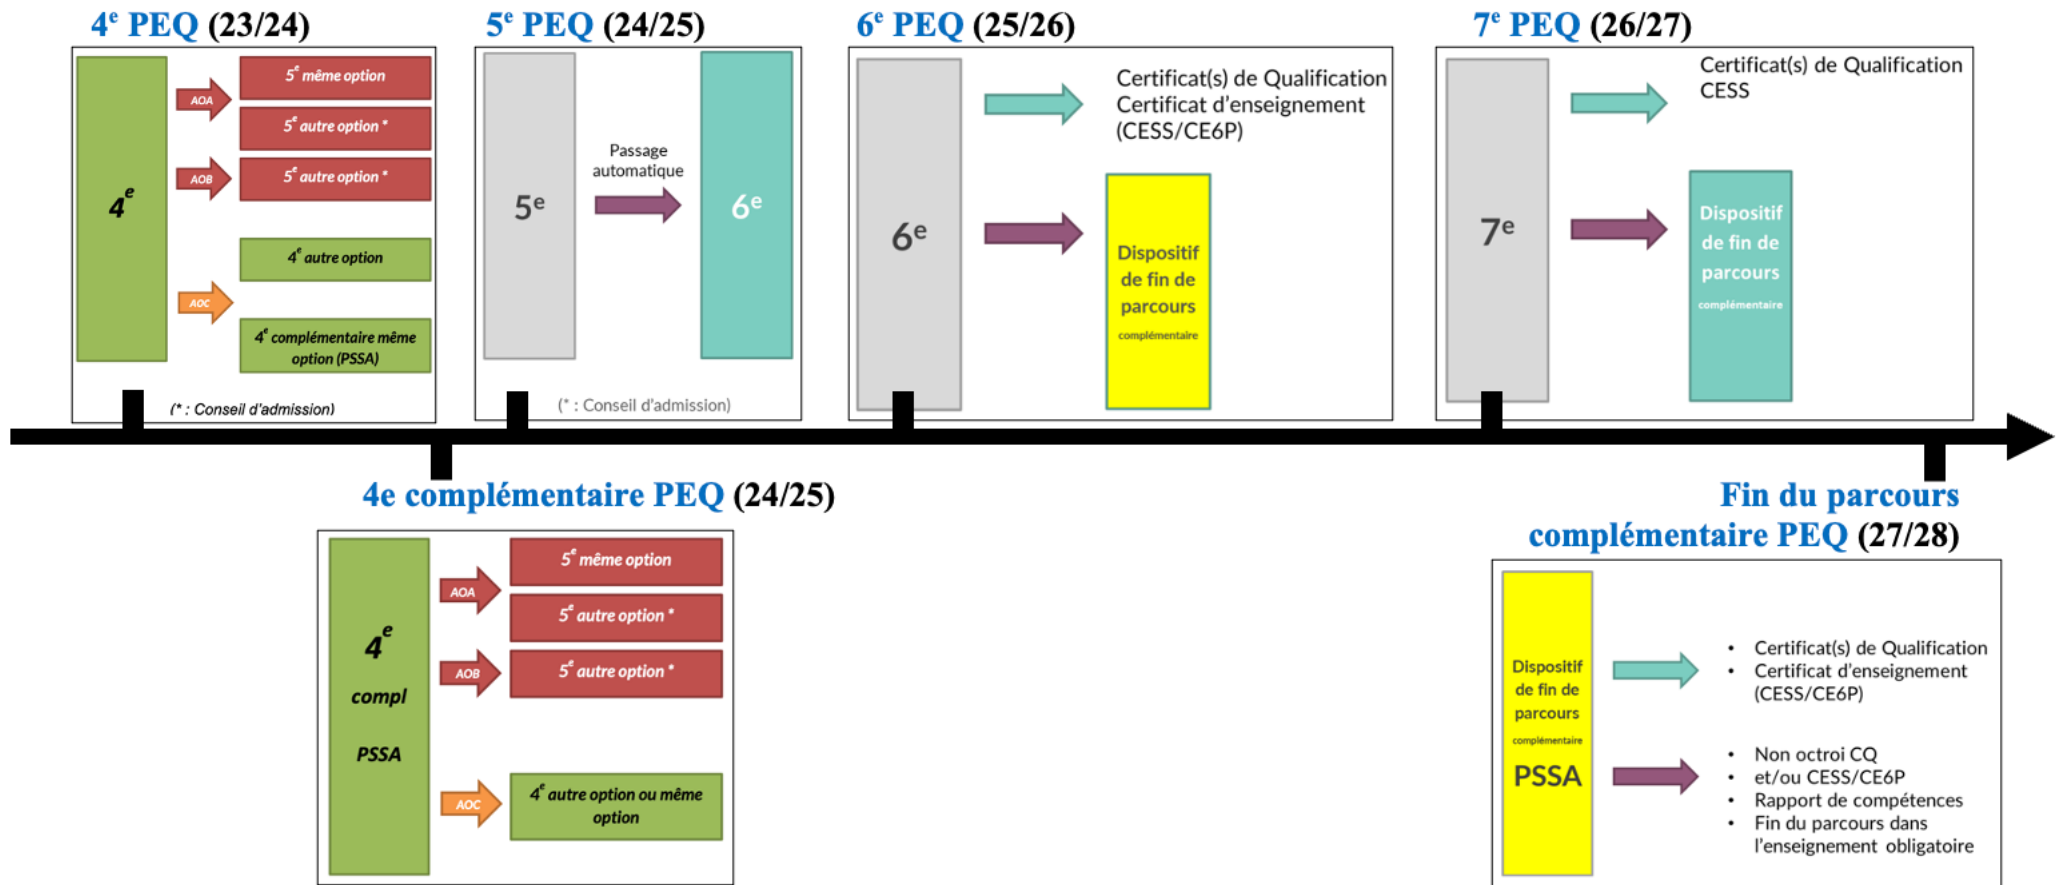 4e PEQ (23/24)
4e
AOA
5e même option
5e autre option *
AOB
5e autre option *
AOC
4e autre option
4e complémentaire même
option (PSSA)
(* : Conseil d'admission)
5e PEQ (24/25)
5e
Passage
automatique
6e
(* : Conseil d'admission)
6e PEQ (25/26)
6e
Certificat(s) de Qualification
Certificat d'enseignement
(CESS/CE6P)
Dispositif
de fin de
parcours
complémentaire
7e PEQ (26/27)
7e
Certificat(s) de Qualification
CESS
Dispositif
de fin de
parcours
complémentaire
4e complémentaire PEQ (24/25)
4e
compl
PSSA
AOA
5e même option
5e autre option *
AOB
5e autre option *
AOC
4e autre option ou même
option
Fin du parcours
complémentaire PEQ (27/28)
Dispositif
de fin de
parcours
complémentaire
PSSA
• Certificat(s) de Qualification
• Certificat d'enseignement
(CESS/CE6P)
• Non octroi CQ
• et/ou CESS/CE6P
• Rapport de compétences
• Fin du parcours dans
l'enseignement obligatoire